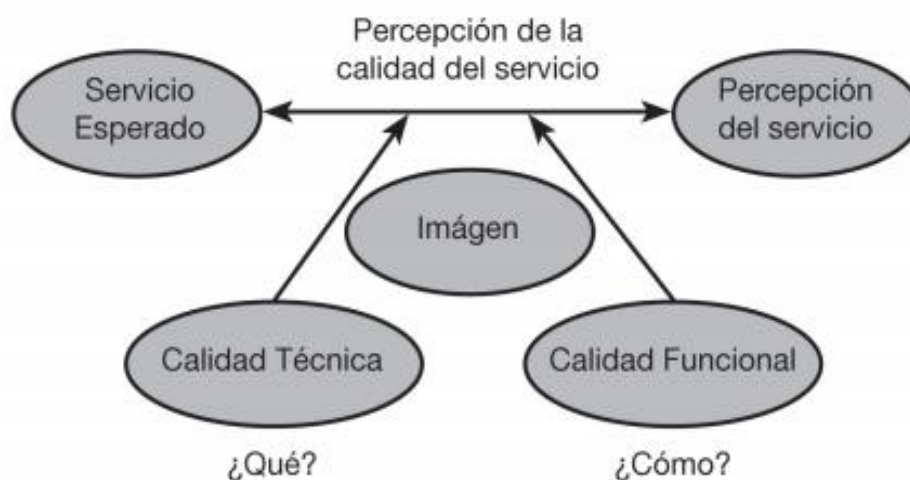 Percepción de la
calidad del servicio
Servicio
Esperado
Percepción
del servicio
Imágen
Calidad Técnica
Calidad Funcional
¿Qué?
¿Cómo?